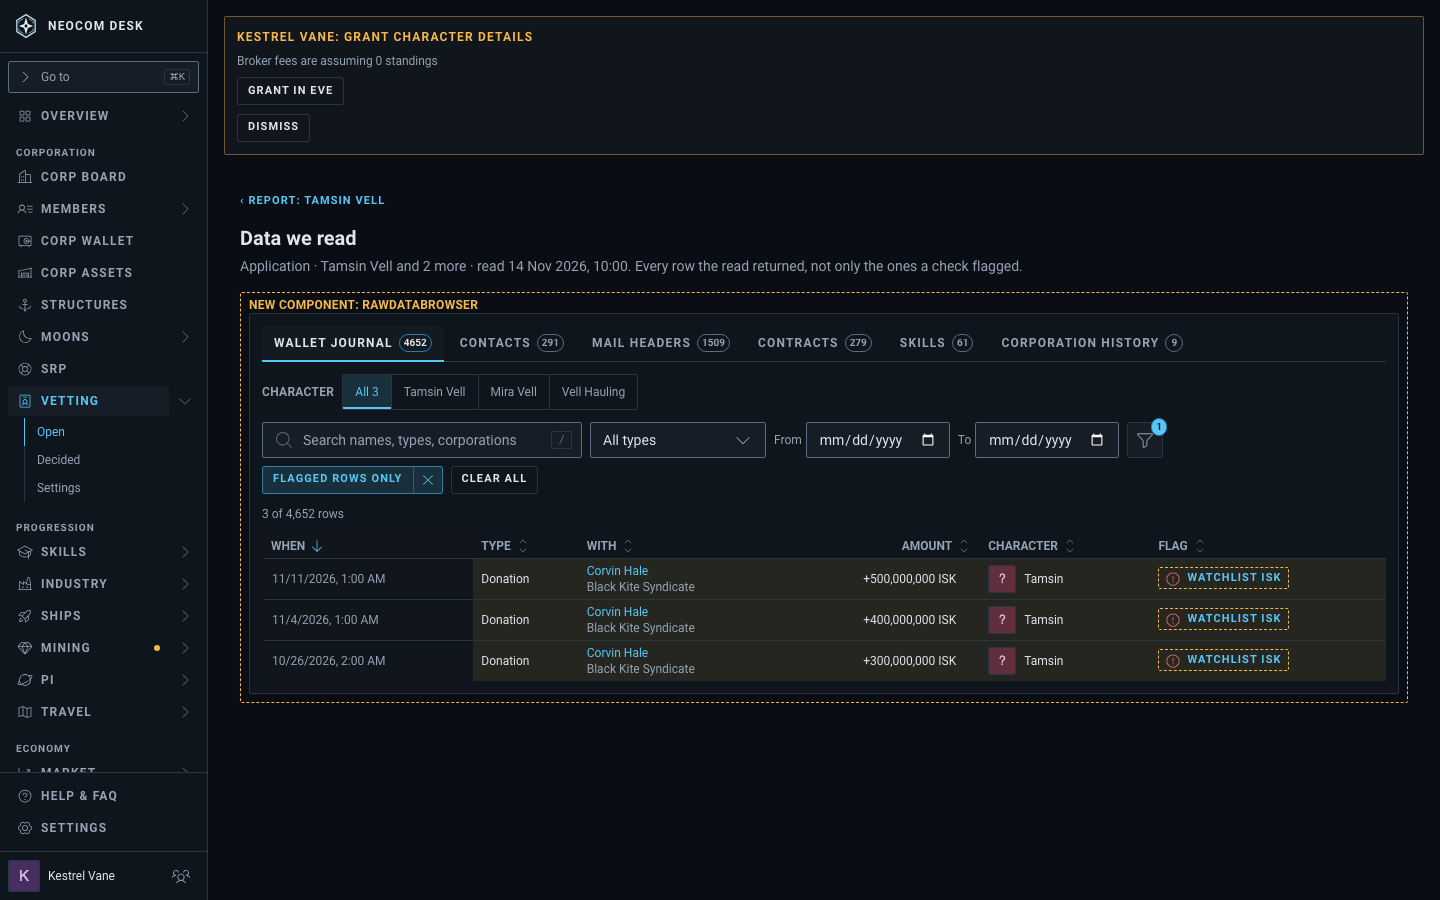 NEOCOM DESK
Go to ⌘K
OVERVIEW
CORPORATION
CORP BOARD
MEMBERS
CORP WALLET
CORP ASSETS
STRUCTURES
MOONS
SRP
VETTING
Open
Decided
Settings
PROGRESSION
SKILLS
INDUSTRY
SHIPS
MINING
PI
TRAVEL
ECONOMY
MARKET
HELP & FAQ
SETTINGS
K Kestrel Vane
KESTREL VANE: GRANT CHARACTER DETAILS
Broker fees are assuming 0 standings
GRANT IN EVE
DISMISS
‹ REPORT: TAMSIN VELL
Data we read
Application · Tamsin Vell and 2 more · read 14 Nov 2026, 10:00. Every row the read returned, not only the ones a check flagged.
NEW COMPONENT: RAWDATABROWSER
WALLET JOURNAL 4652 CONTACTS 291 MAIL HEADERS 1509 CONTRACTS 279 SKILLS 61 CORPORATION HISTORY 9
CHARACTER All 3 Tamsin Vell Mira Vell Vell Hauling
Search names, types, corporations / All types From mm/dd/yyyy To mm/dd/yyyy 1
FLAGGED ROWS ONLY CLEAR ALL
3 of 4,652 rows
WHEN TYPE WITH AMOUNT CHARACTER FLAG
11/11/2026, 1:00 AM Donation Corvin Hale +500,000,000 ISK ? Tamsin WATCHLIST ISK
Black Kite Syndicate
11/4/2026, 1:00 AM Donation Corvin Hale +400,000,000 ISK ? Tamsin WATCHLIST ISK
Black Kite Syndicate
10/26/2026, 2:00 AM Donation Corvin Hale +300,000,000 ISK ? Tamsin WATCHLIST ISK
Black Kite Syndicate